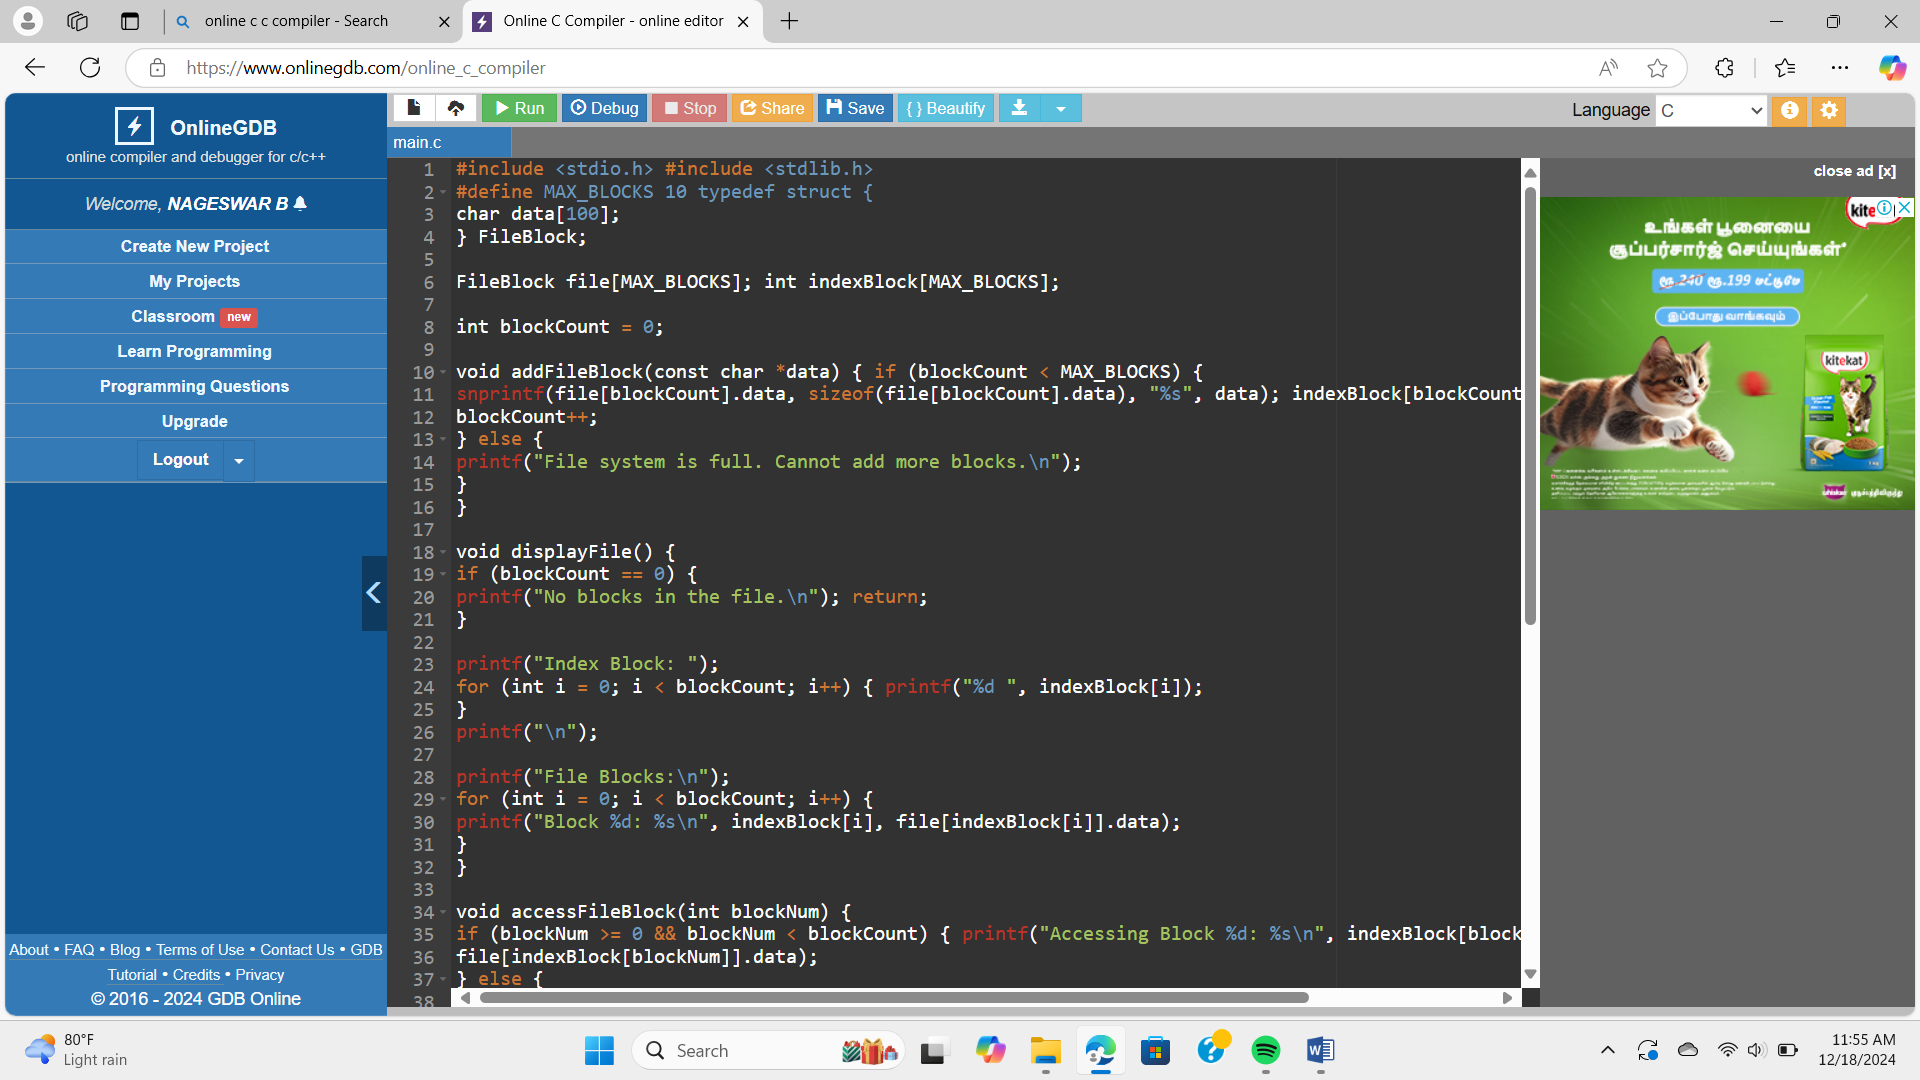 online c c compiler - Search
Online C Compiler - online editor
https://www.onlinegdb.com/online_c_compiler
OnlineGDB
online compiler and debugger for c/c++
Welcome, NAGESWAR B
Create New Project
My Projects
Classroom new
Learn Programming
Programming Questions
Upgrade
Logout
About • FAQ • Blog • Terms of Use • Contact Us • GDB
Tutorial • Credits • Privacy
© 2016 - 2024 GDB Online
Run Debug Stop Share Save { } Beautify
Language C
main.c
1 #include <stdio.h> #include <stdlib.h>
2 #define MAX_BLOCKS 10 typedef struct {
3 char data[100];
4 } FileBlock;
5
6 FileBlock file[MAX_BLOCKS]; int indexBlock[MAX_BLOCKS];
7
8 int blockCount = 0;
9
10 void addFileBlock(const char *data) { if (blockCount < MAX_BLOCKS) {
11 snprintf(file[blockCount].data, sizeof(file[blockCount].data), "%s", data); indexBlock[blockCount
12 blockCount++;
13 } else {
14 printf("File system is full. Cannot add more blocks.\n");
15 }
16 }
17
18 void displayFile() {
19 if (blockCount == 0) {
20 printf("No blocks in the file.\n"); return;
21 }
22
23 printf("Index Block: ");
24 for (int i = 0; i < blockCount; i++) { printf("%d ", indexBlock[i]);
25 }
26 printf("\n");
27
28 printf("File Blocks:\n");
29 for (int i = 0; i < blockCount; i++) {
30 printf("Block %d: %s\n", indexBlock[i], file[indexBlock[i]].data);
31 }
32 }
33
34 void accessFileBlock(int blockNum) {
35 if (blockNum >= 0 && blockNum < blockCount) { printf("Accessing Block %d: %s\n", indexBlock[block
36 file[indexBlock[blockNum]].data);
37 } else {
38
close ad [x]
kite
உங்கள் பூனையை
சூப்பர்சார்ஜ் செய்யுங்கள்*
ரூ.240 ரூ.199 மட்டுமே
இப்போது வாங்கவும்
kitekat
80°F
Light rain
Search
11:55 AM
12/18/2024